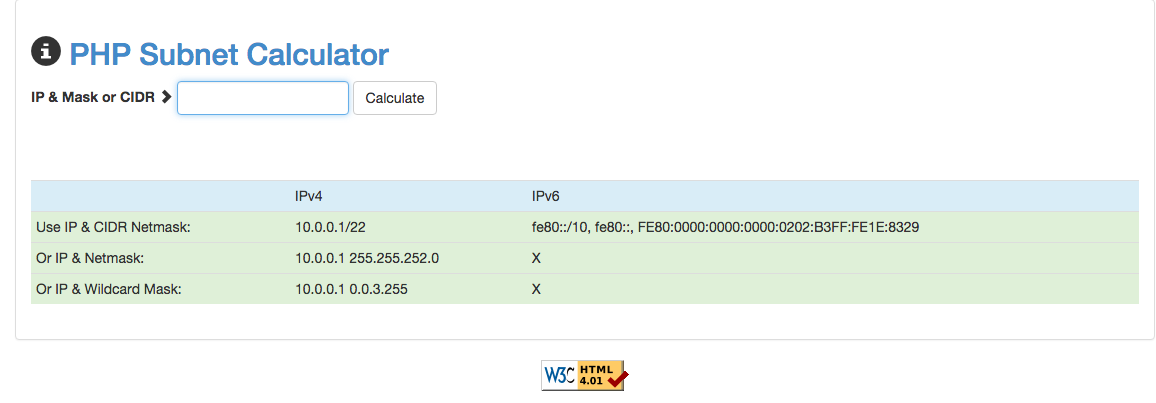 PHP Subnet Calculator
IP & Mask or CIDR Calculate
IPv4 IPv6
Use IP & CIDR Netmask: 10.0.0.1/22 fe80::/10, fe80::, FE80:0000:0000:0000:0202:B3FF:FE1E:8329
Or IP & Netmask: 10.0.0.1 255.255.252.0 X
Or IP & Wildcard Mask: 10.0.0.1 0.0.3.255 X
W3C HTML
4.01